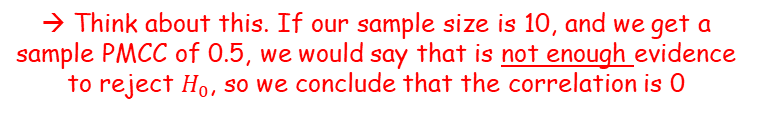 → Think about this. If our sample size is 10, and we get a
sample PMCC of 0.5, we would say that is not enough evidence
to reject H₀, so we conclude that the correlation is 0